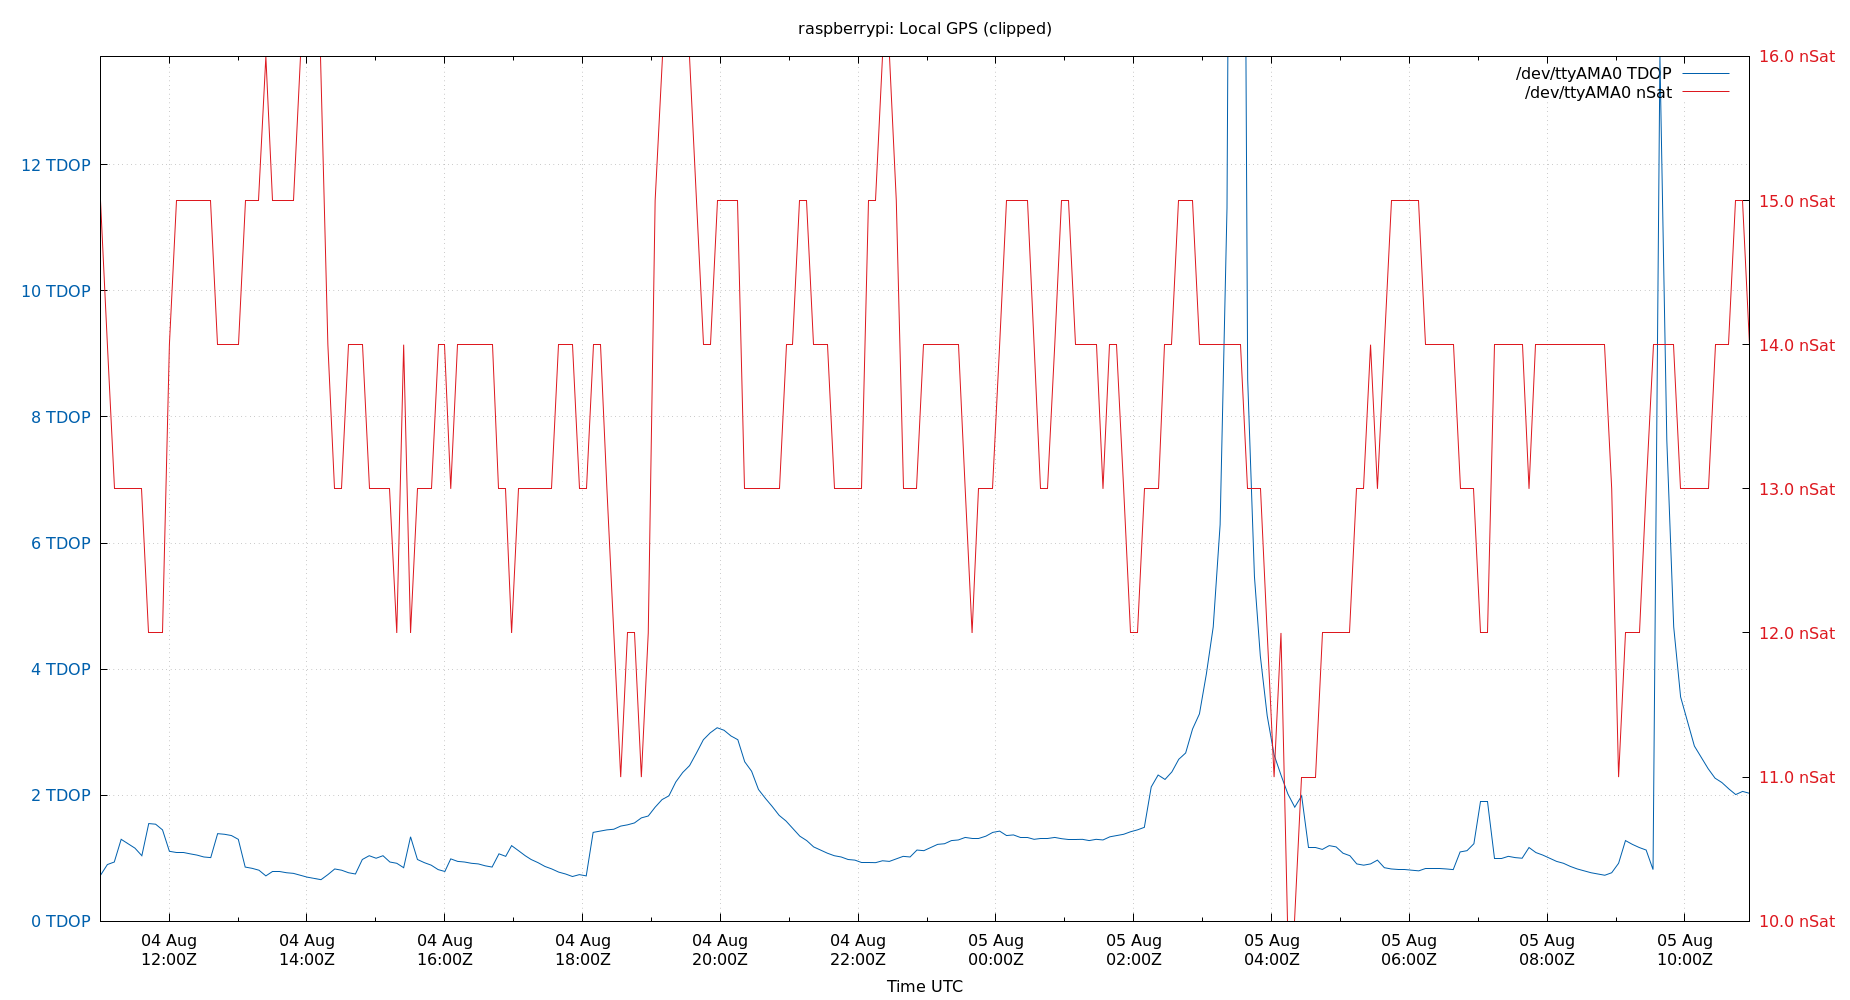 raspberrypi: Local GPS (clipped)
16.0 nSat
/dev/ttyAMA0 TDOP
/dev/ttyAMA0 nSat
12 TDOP
15.0 nSat
10 TDOP
14.0 nSat
8 TDOP
13.0 nSat
6 TDOP
12.0 nSat
4 TDOP
11.0 nSat
2 TDOP
0 TDOP
10.0 nSat
04 Aug 04 Aug 04 Aug 04 Aug 04 Aug 04 Aug 05 Aug 05 Aug 05 Aug 05 Aug 05 Aug 05 Aug
12:00Z 14:00Z 16:00Z 18:00Z 20:00Z 22:00Z 00:00Z 02:00Z 04:00Z 06:00Z 08:00Z 10:00Z
Time UTC